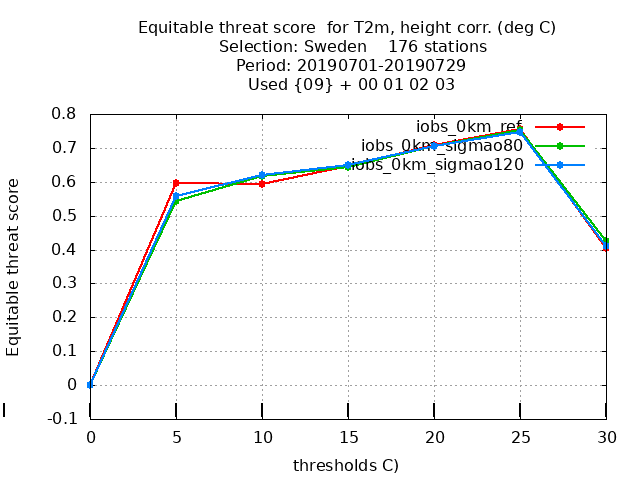 Equitable threat score  for T2m, height corr. (deg C)
Selection: Sweden    176 stations
Period: 20190701-20190729
Used {09} + 00 01 02 03
iobs_0km_ref
iobs_0km_sigmao80
iobs_0km_sigmao120
Equitable threat score
0.8
0.7
0.6
0.5
0.4
0.3
0.2
0.1
0
-0.1
0 5 10 15 20 25 30
thresholds C)